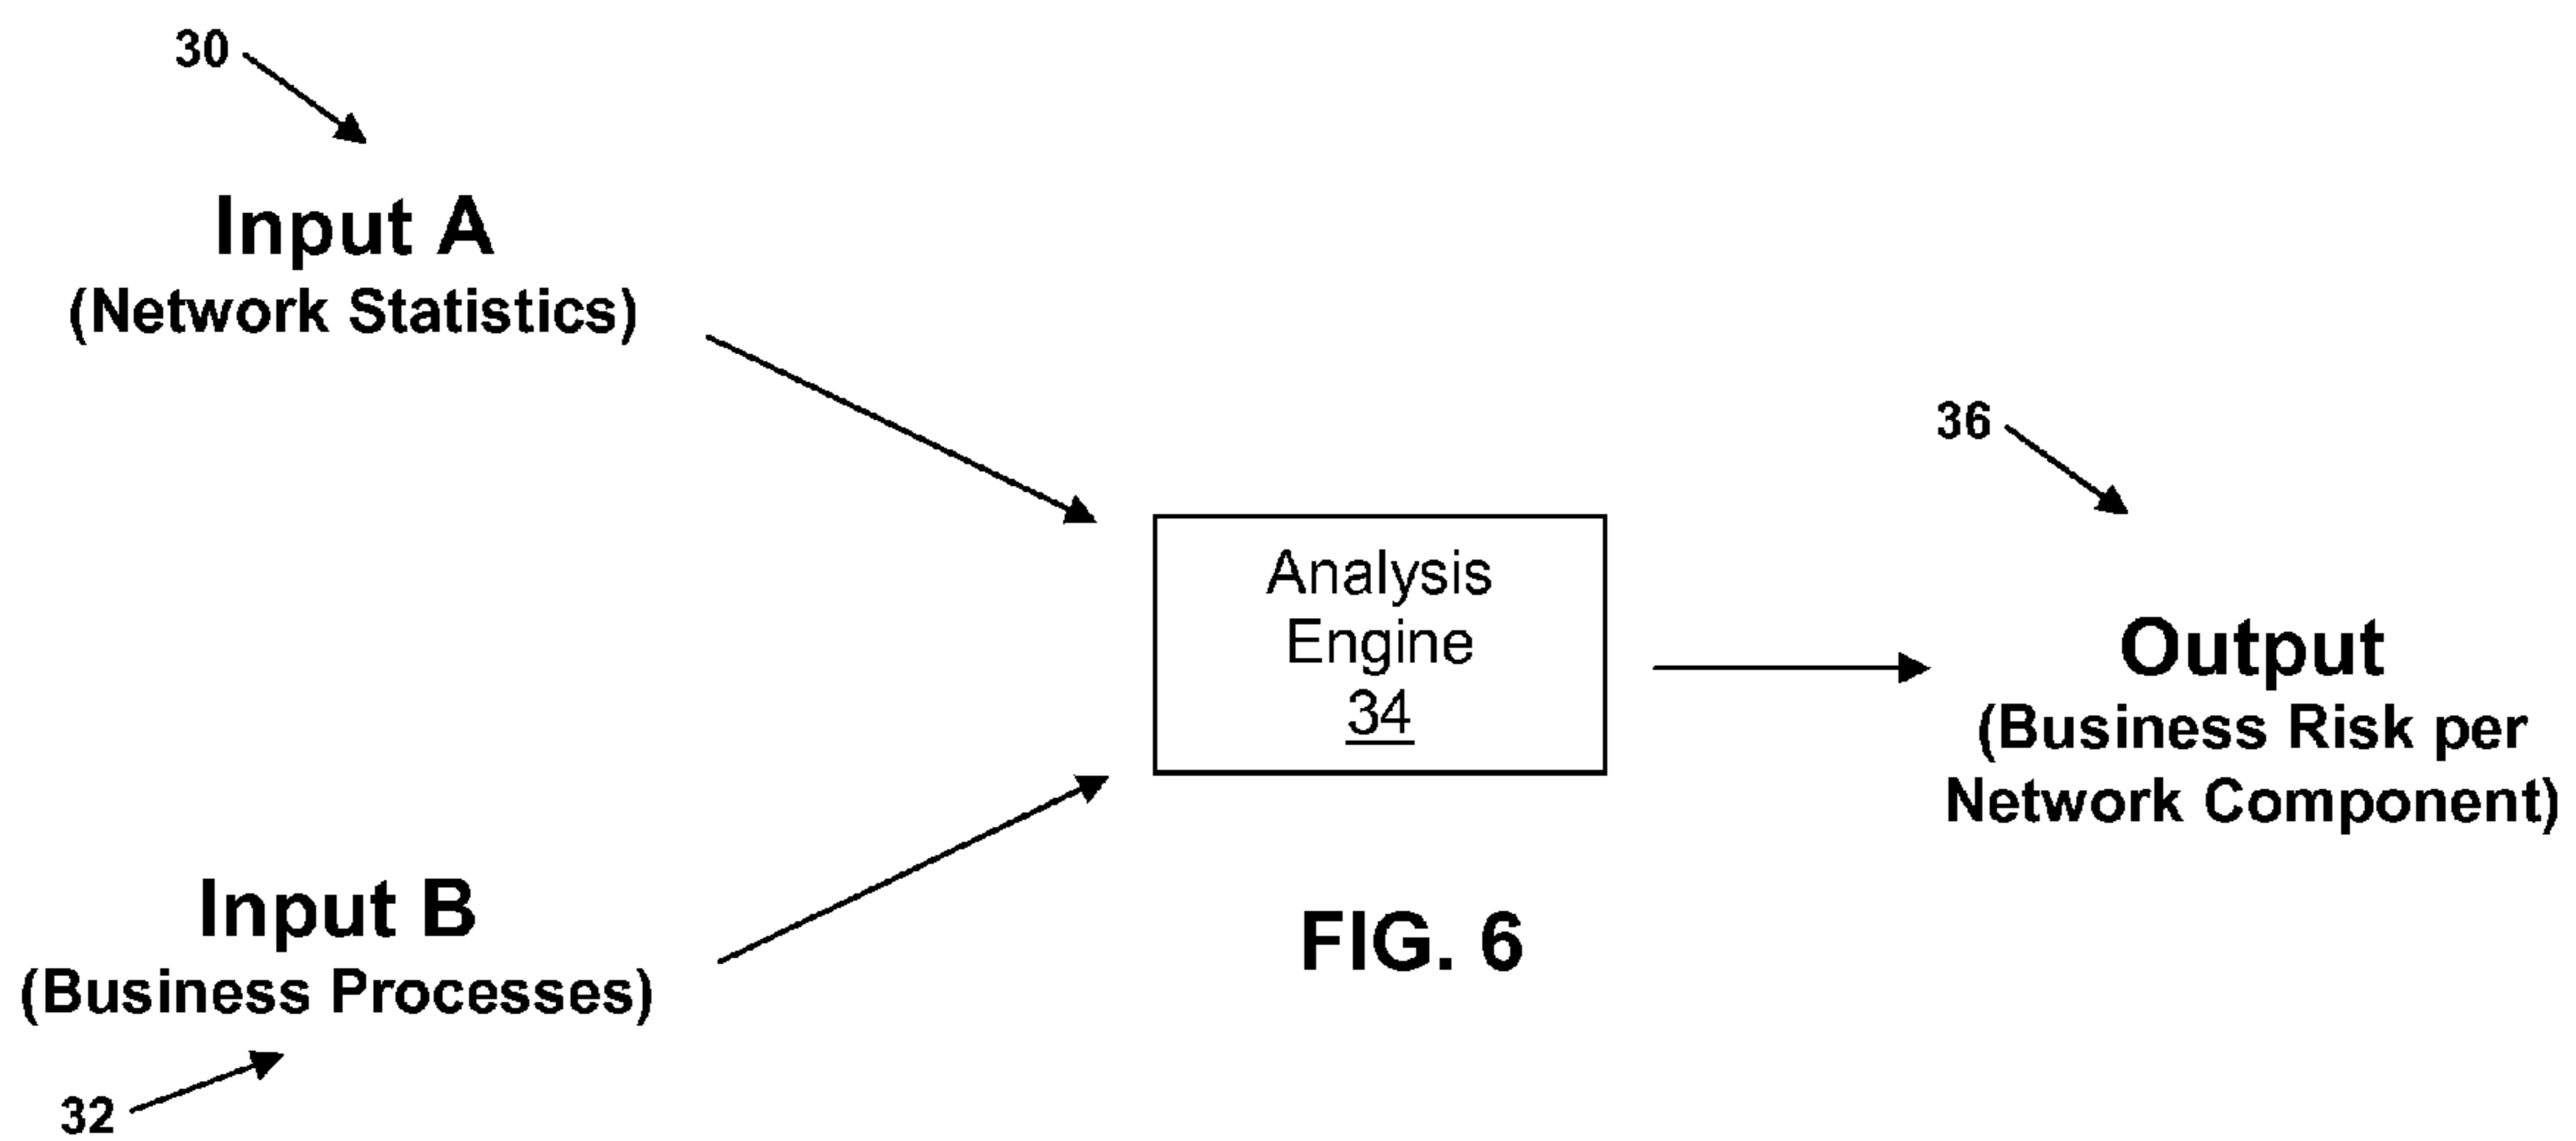 30
Input A
(Network Statistics)
36
Analysis
Engine
34
Output
(Business Risk per
Network Component)
Input B
(Business Processes)
32
FIG. 6